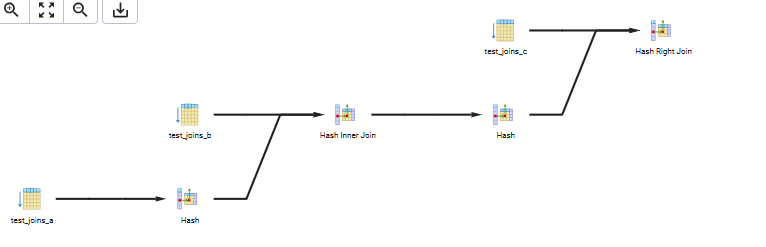 test_joins_c
Hash Right Join
test_joins_b
Hash Inner Join
Hash
test_joins_a
Hash